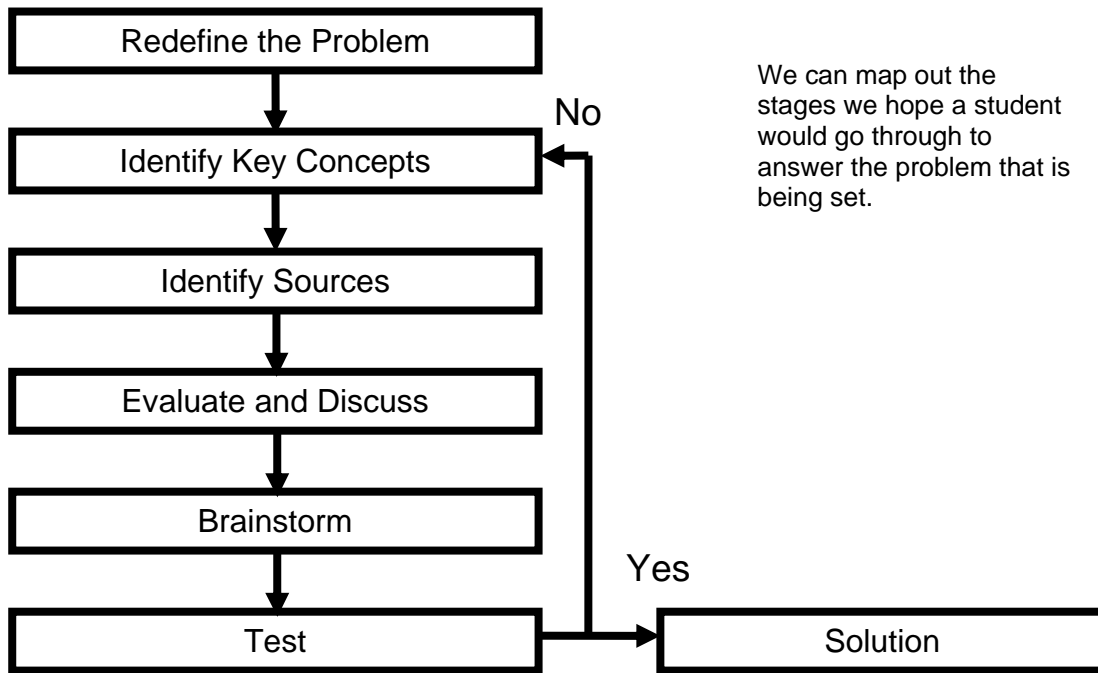 Redefine the Problem
We can map out the
stages we hope a student
would go through to
answer the problem that is
being set.
No
Identify Key Concepts
Identify Sources
Evaluate and Discuss
Brainstorm
Yes
Test
Solution